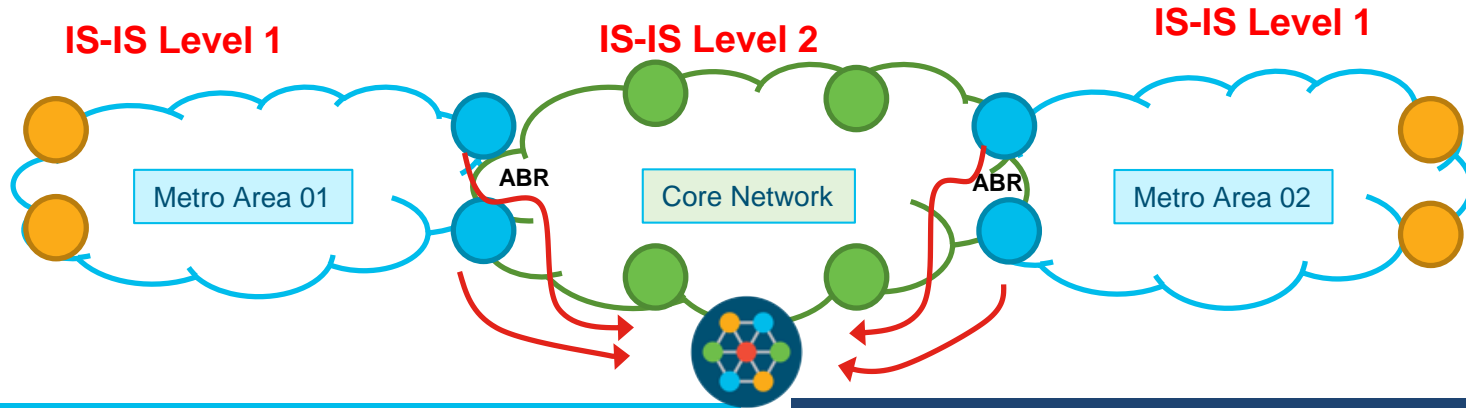 IS-IS Level 1
IS-IS Level 2
IS-IS Level 1
ABR
ABR
Metro Area 01
Core Network
Metro Area 02